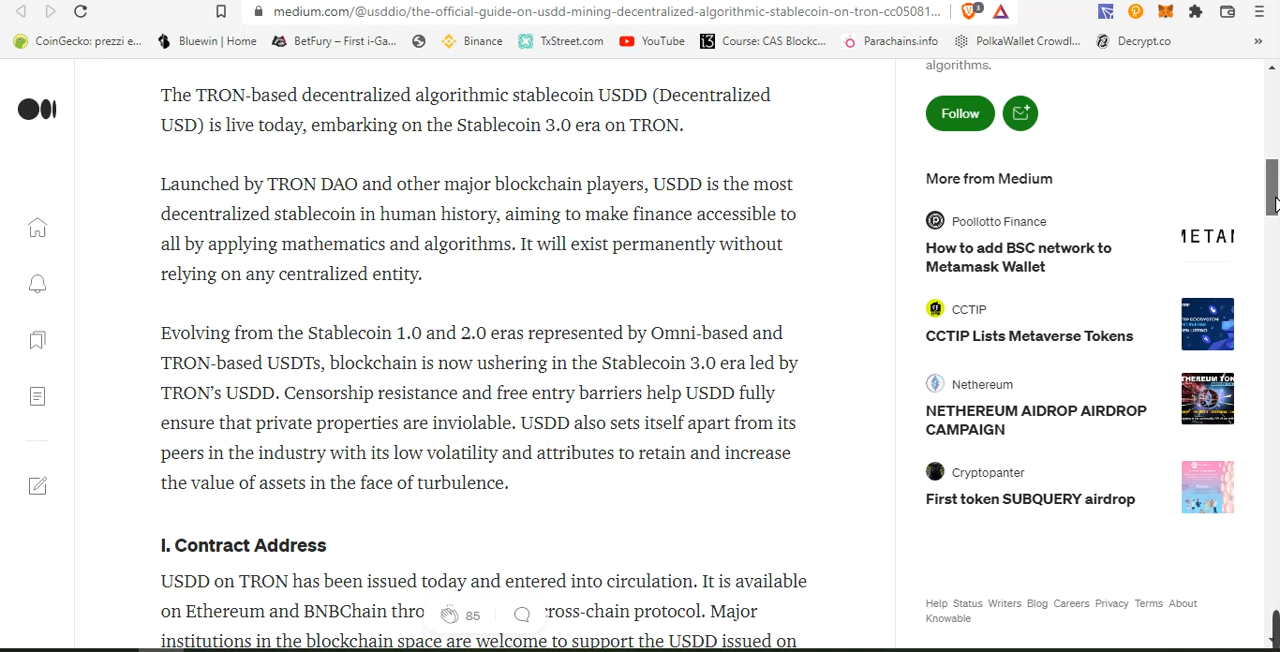 medium.com/@usddio/the-official-guide-on-usdd-mining-decentralized-algorithmic-stablecoin-on-tron-cc05081...
CoinGecko: prezzi e...
Bluewin | Home
BetFury – First i-Ga...
Binance
TxStreet.com
YouTube
13
Course: CAS Blockc...
Parachains.info
PolkaWallet Crowdl...
Decrypt.co
»
The TRON-based decentralized algorithmic stablecoin USDD (Decentralized
USD) is live today, embarking on the Stablecoin 3.0 era on TRON.
Launched by TRON DAO and other major blockchain players, USDD is the most
decentralized stablecoin in human history, aiming to make finance accessible to
all by applying mathematics and algorithms. It will exist permanently without
relying on any centralized entity.
Evolving from the Stablecoin 1.0 and 2.0 eras represented by Omni-based and
TRON-based USDTs, blockchain is now ushering in the Stablecoin 3.0 era led by
TRON’s USDD. Censorship resistance and free entry barriers help USDD fully
ensure that private properties are inviolable. USDD also sets itself apart from its
peers in the industry with its low volatility and attributes to retain and increase
the value of assets in the face of turbulence.
I. Contract Address
USDD on TRON has been issued today and entered into circulation. It is available
on Ethereum and BNBChain thro
cross-chain protocol. Major
85
institutions in the blockchain space are welcome to support the USDD issued on
algorithms.
Follow
More from Medium
Poollotto Finance
How to add BSC network to
Metamask Wallet
METAM
CCTIP
CCTIP Lists Metaverse Tokens
Nethereum
NETHEREUM AIDROP AIRDROP
CAMPAIGN
Cryptopanter
First token SUBQUERY airdrop
Help Status Writers Blog Careers Privacy Terms About
Knowable